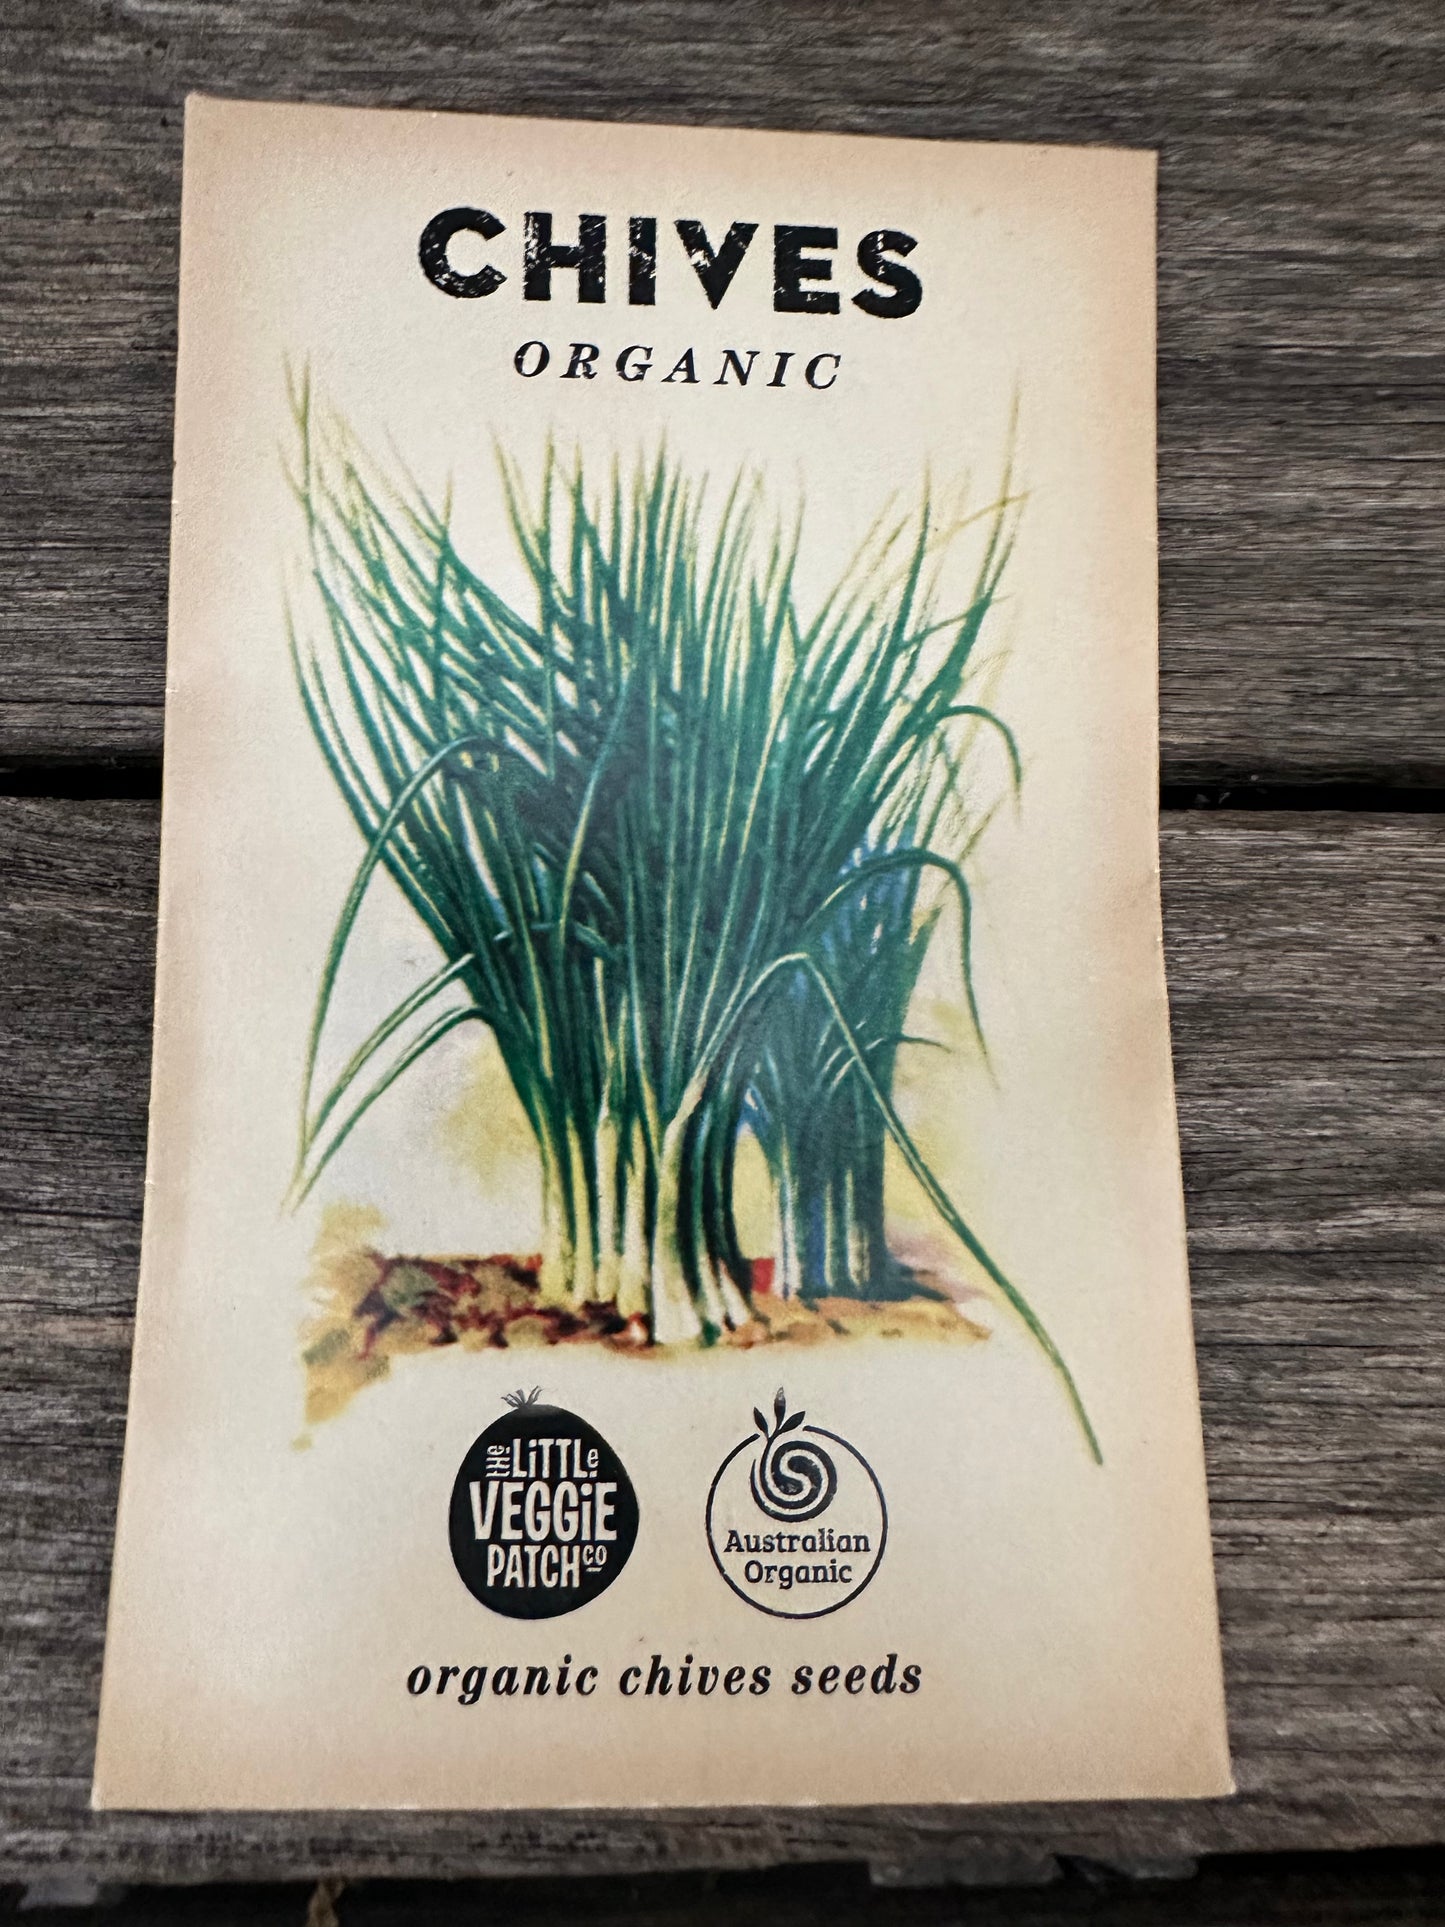 CHIVES
ORGANIC
THE LiTTLe
VEGGiE
PATCH CO
Australian
Organic
organic chives seeds